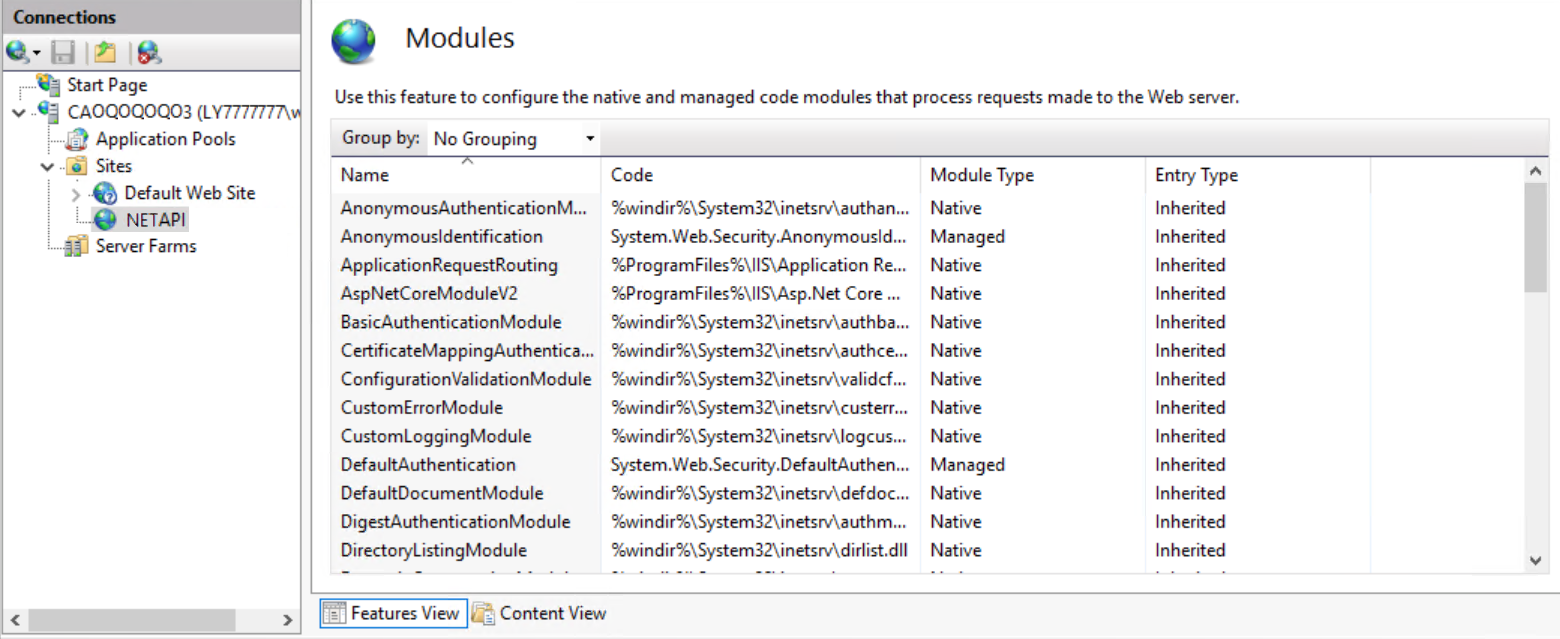 Connections
Start Page
CAOQOQOQO3 (LY7777777\w
Application Pools
Sites
Default Web Site
NETAPI
Server Farms
Modules
Use this feature to configure the native and managed code modules that process requests made to the Web server.
Group by: No Grouping
Name Code Module Type Entry Type
AnonymousAuthenticationM... %windir%\System32\inetsrv\authan... Native Inherited
AnonymousIdentification System.Web.Security.AnonymousId... Managed Inherited
ApplicationRequestRouting %ProgramFiles%\IIS\Application Re... Native Inherited
AspNetCoreModuleV2 %ProgramFiles%\IIS\Asp.Net Core ... Native Inherited
BasicAuthenticationModule %windir%\System32\inetsrv\authba... Native Inherited
CertificateMappingAuthentica... %windir%\System32\inetsrv\authce... Native Inherited
ConfigurationValidationModule %windir%\System32\inetsrv\validcf... Native Inherited
CustomErrorModule %windir%\System32\inetsrv\custerr... Native Inherited
CustomLoggingModule %windir%\System32\inetsrv\logcus... Native Inherited
DefaultAuthentication System.Web.Security.DefaultAuthen... Managed Inherited
DefaultDocumentModule %windir%\System32\inetsrv\defdoc... Native Inherited
DigestAuthenticationModule %windir%\System32\inetsrv\authm... Native Inherited
DirectoryListingModule %windir%\System32\inetsrv\dirlist.dll Native Inherited
Features View Content View